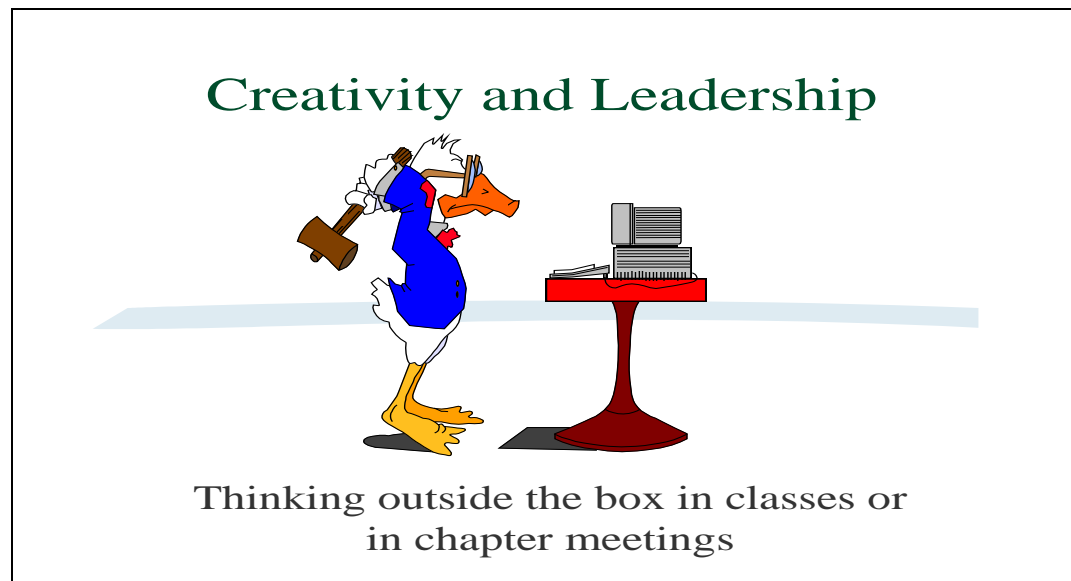 Creativity and Leadership
Thinking outside the box in classes or
in chapter meetings